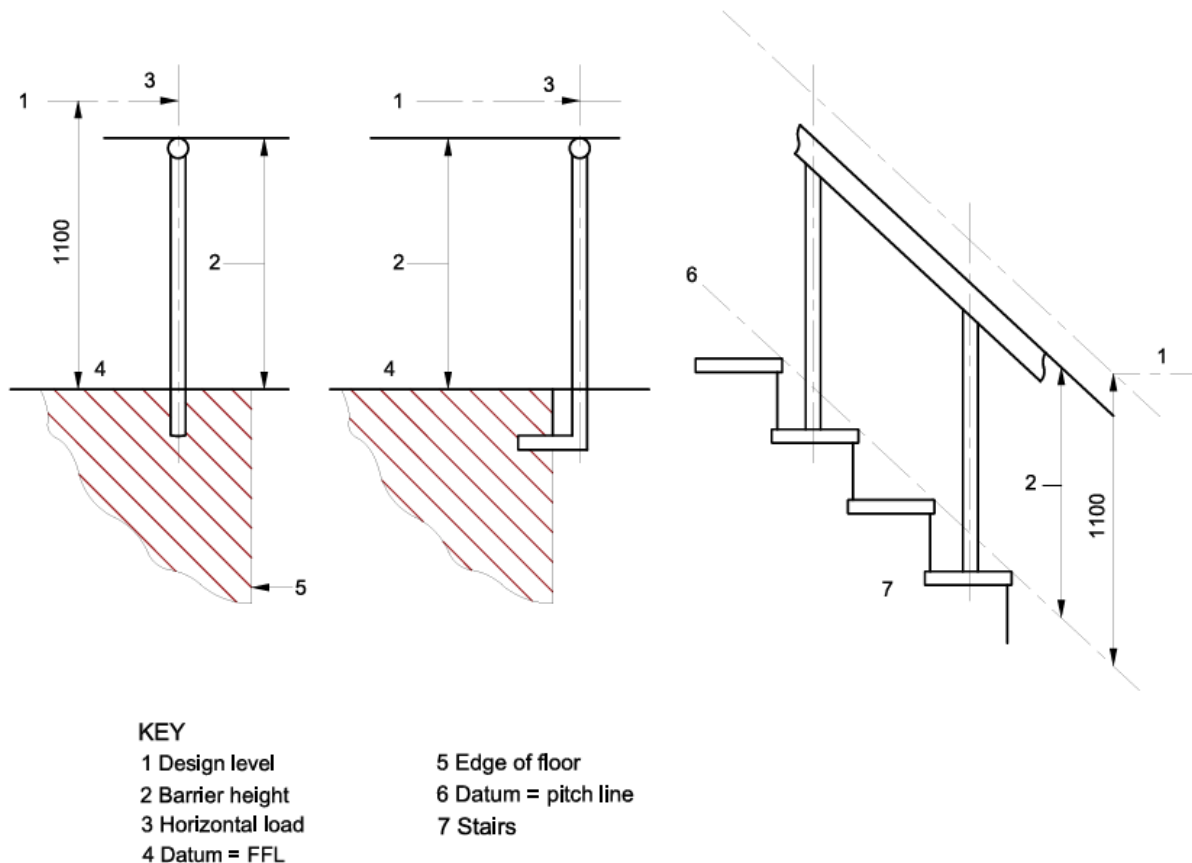 3
1
1100
2
4
5
3
1
2
4
6
1
2
1100
7
KEY
1 Design level
2 Barrier height
3 Horizontal load
4 Datum = FFL
5 Edge of floor
6 Datum = pitch line
7 Stairs